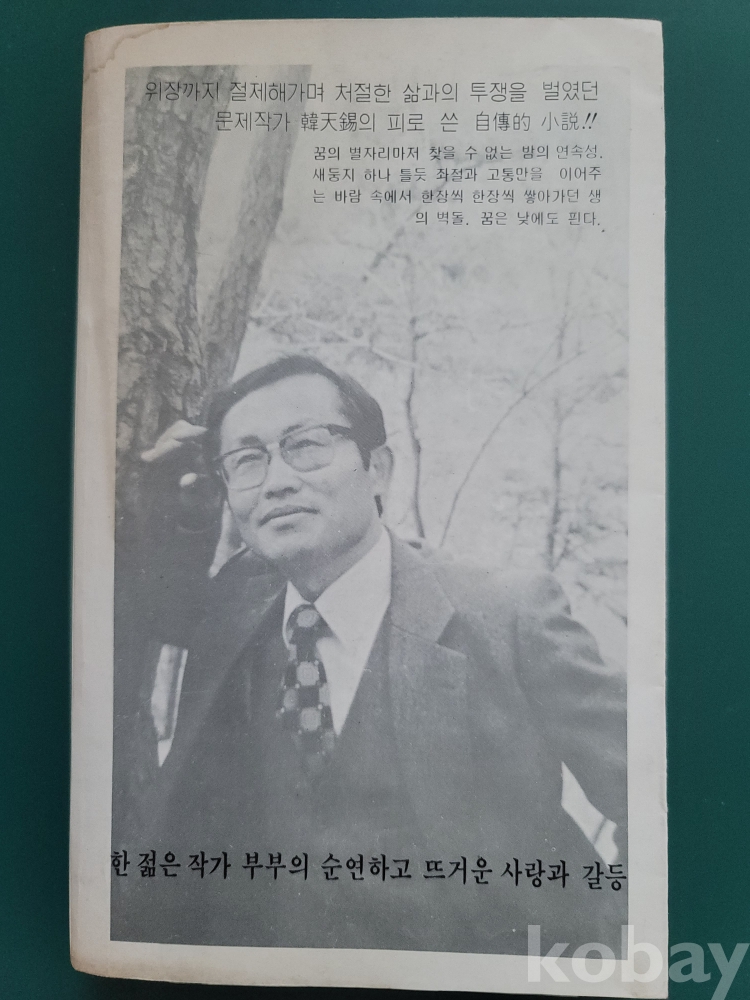 위장까지 절제해가며 처절한 삶과의 투쟁을 벌였던
문제작가 韓天錫의 피로 쓴 自傳的 小説!!
꿈의 별자리마저 찾을 수 없는 밤의 연속성.
새둥지 하나 틀듯 좌절과 고통만을 이어주
는 바람 속에서 한장씩 한장씩 쌓아가던 생
의 벽돌. 꿈은 낮에도 핀다.
한 젊은 작가 부부의 순연하고 뜨거운 사랑과 갈등
kobay